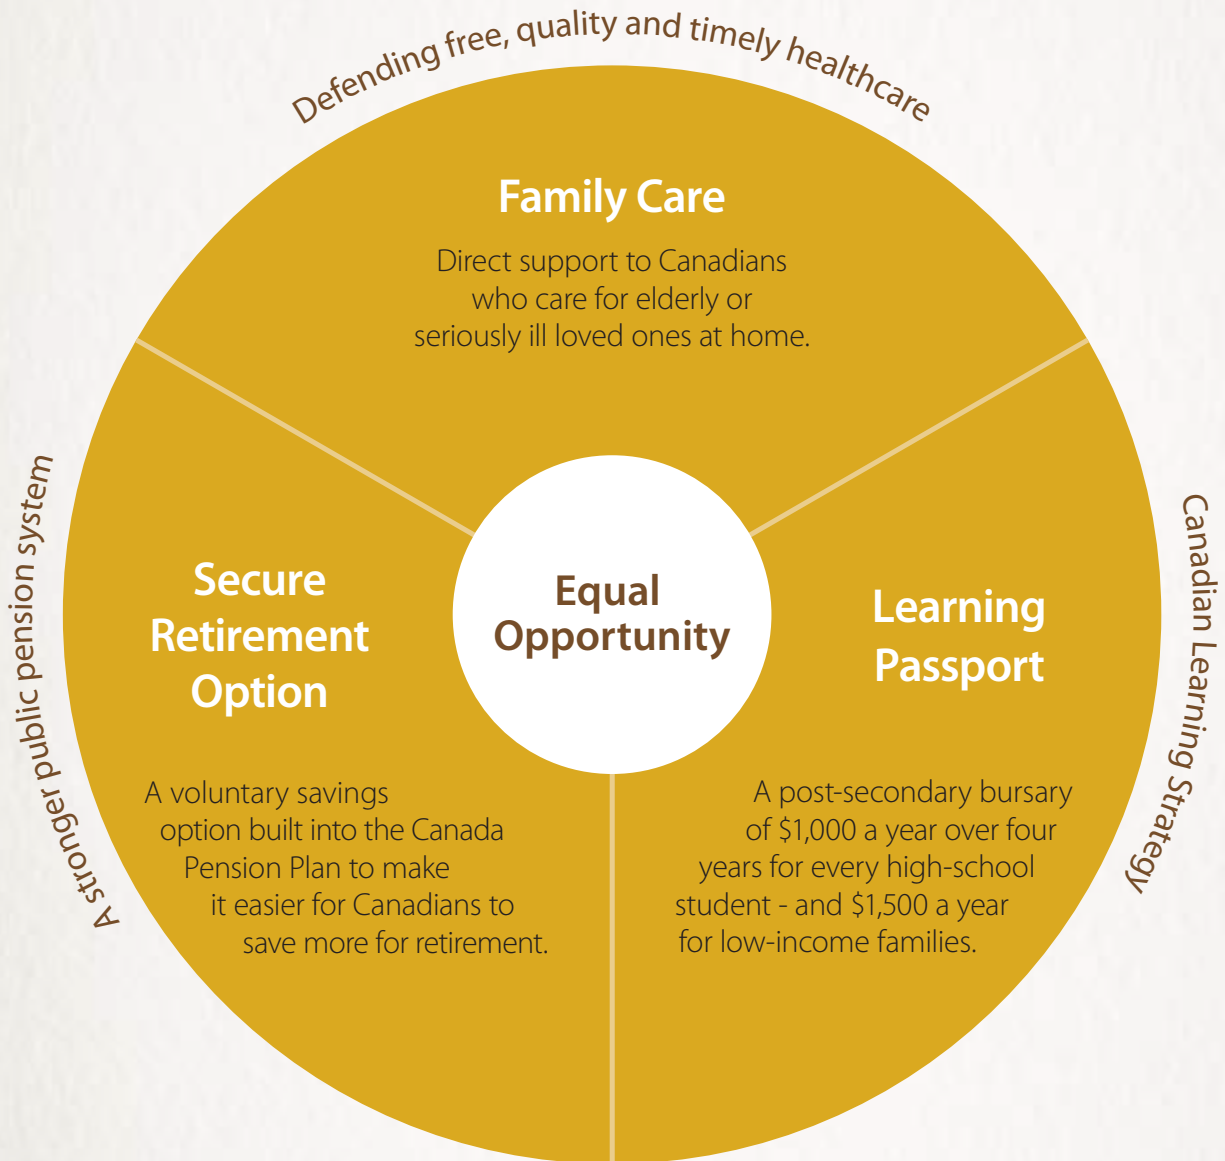 Defending free, quality and timely healthcare
Family Care
Direct support to Canadians
who care for elderly or
seriously ill loved ones at home.
A stronger public pension system
Secure
Retirement
Option
A voluntary savings
option built into the Canada
Pension Plan to make
it easier for Canadians to
save more for retirement.
Equal
Opportunity
Learning
Passport
A post-secondary bursary
of $1,000 a year over four
years for every high-school
student - and $1,500 a year
for low-income families.
Canadian Learning Strategy